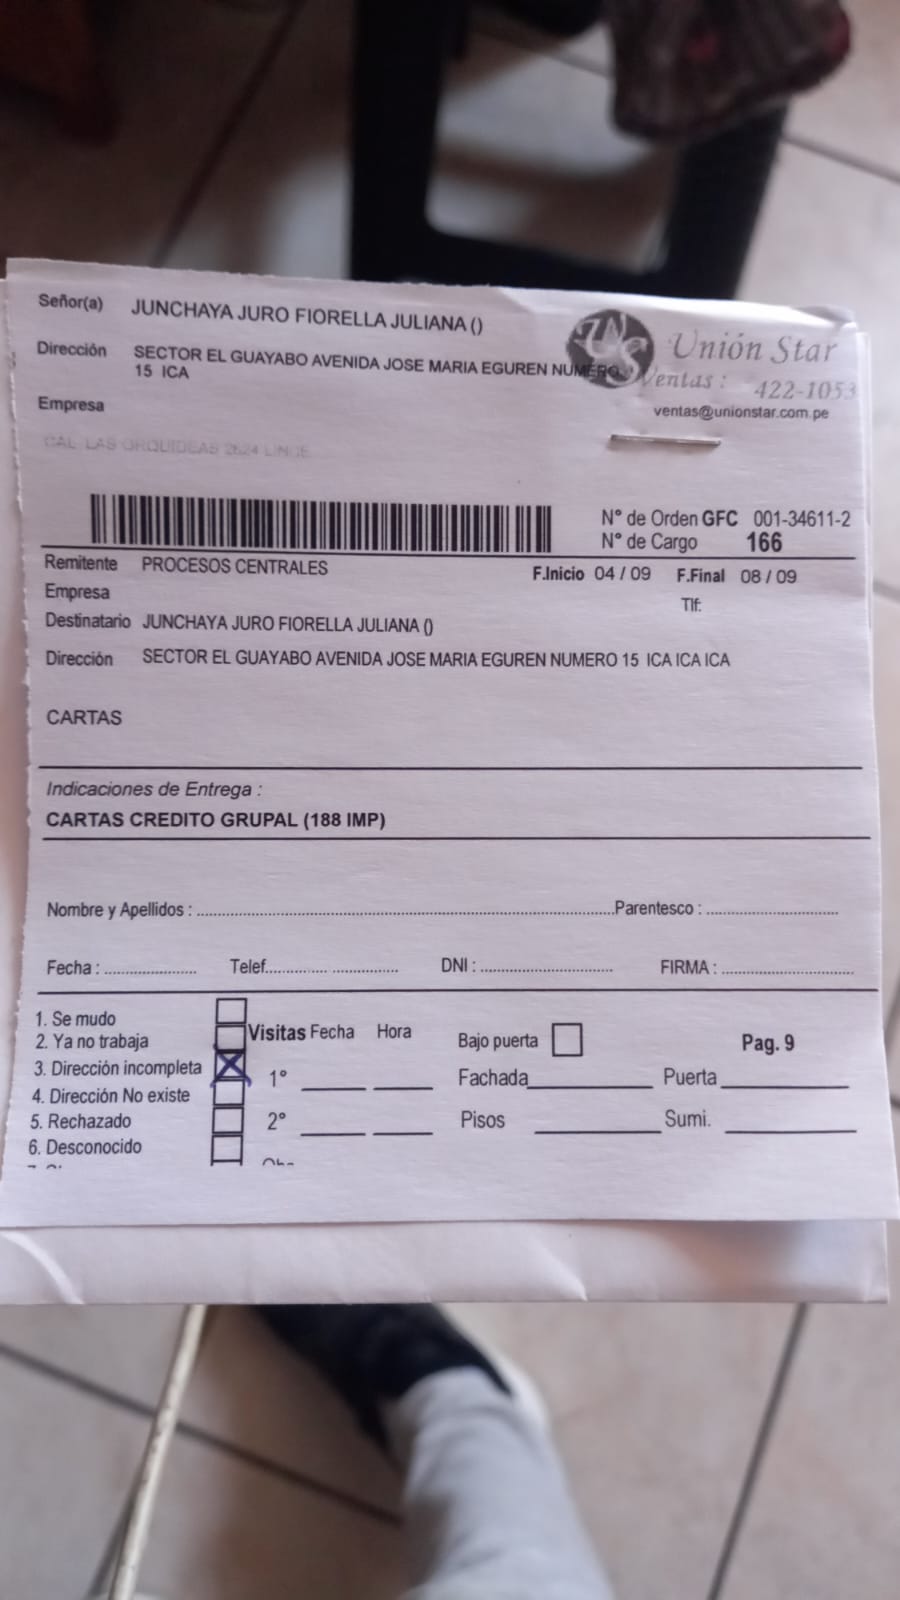 Señor(a) JUNCHAYA JURO FIORELLA JULIANA ()
Dirección SECTOR EL GUAYABO AVENIDA JOSE MARIA EGUREN NUMERO
15 ICA
Empresa
CAL. LAS ORQUIDEAS 2624 LINCE
Unión Star
Ventas : 422-1053
ventas@unionstar.com.pe
N° de Orden GFC 001-34611-2
N° de Cargo 166
Remitente PROCESOS CENTRALES
F.Inicio 04 / 09 F.Final 08 / 09
Empresa
Tlf:
Destinatario JUNCHAYA JURO FIORELLA JULIANA ()
Dirección SECTOR EL GUAYABO AVENIDA JOSE MARIA EGUREN NUMERO 15 ICA ICA ICA
CARTAS
Indicaciones de Entrega :
CARTAS CREDITO GRUPAL (188 IMP)
Nombre y Apellidos : Parentesco :
Fecha : Telef. DNI : FIRMA :
1. Se mudo
2. Ya no trabaja
3. Dirección incompleta X
4. Dirección No existe
5. Rechazado
6. Desconocido
Visitas Fecha Hora
1°
2°
Bajo puerta
Pag. 9
Fachada Puerta
Pisos Sumi.